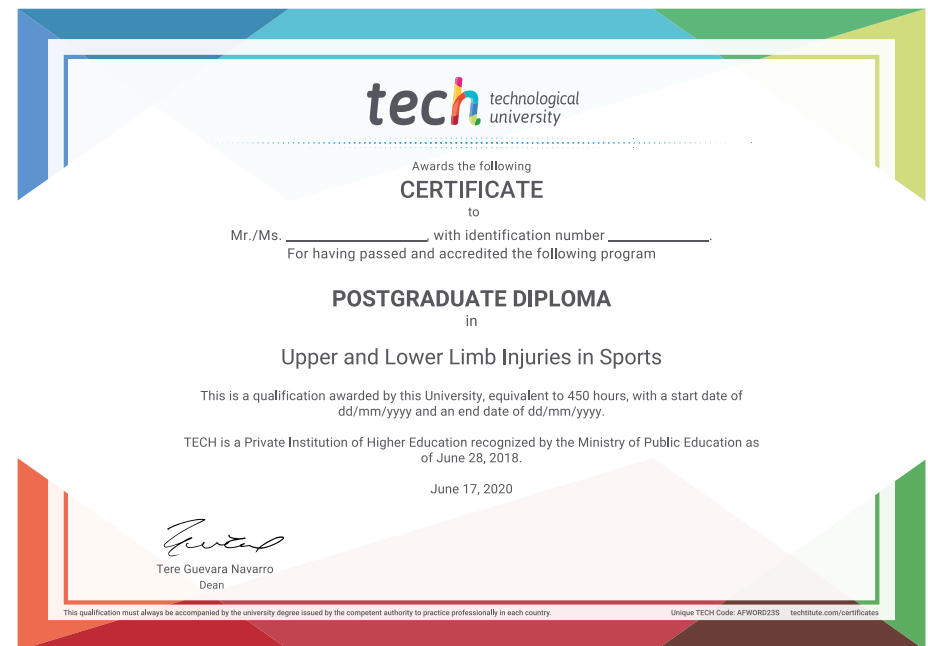 tech technological
university
Awards the following
CERTIFICATE
to
Mr./Ms. ____________________, with identification number ______________.
For having passed and accredited the following program
POSTGRADUATE DIPLOMA
in
Upper and Lower Limb Injuries in Sports
This is a qualification awarded by this University, equivalent to 450 hours, with a start date of
dd/mm/yyyy and an end date of dd/mm/yyyy.
TECH is a Private Institution of Higher Education recognized by the Ministry of Public Education as
of June 28, 2018.
June 17, 2020
Tere Guevara Navarro
Dean
This qualification must always be accompanied by the university degree issued by the competent authority to practice professionally in each country. Unique TECH Code: AFWORD23S techtitute.com/certificates